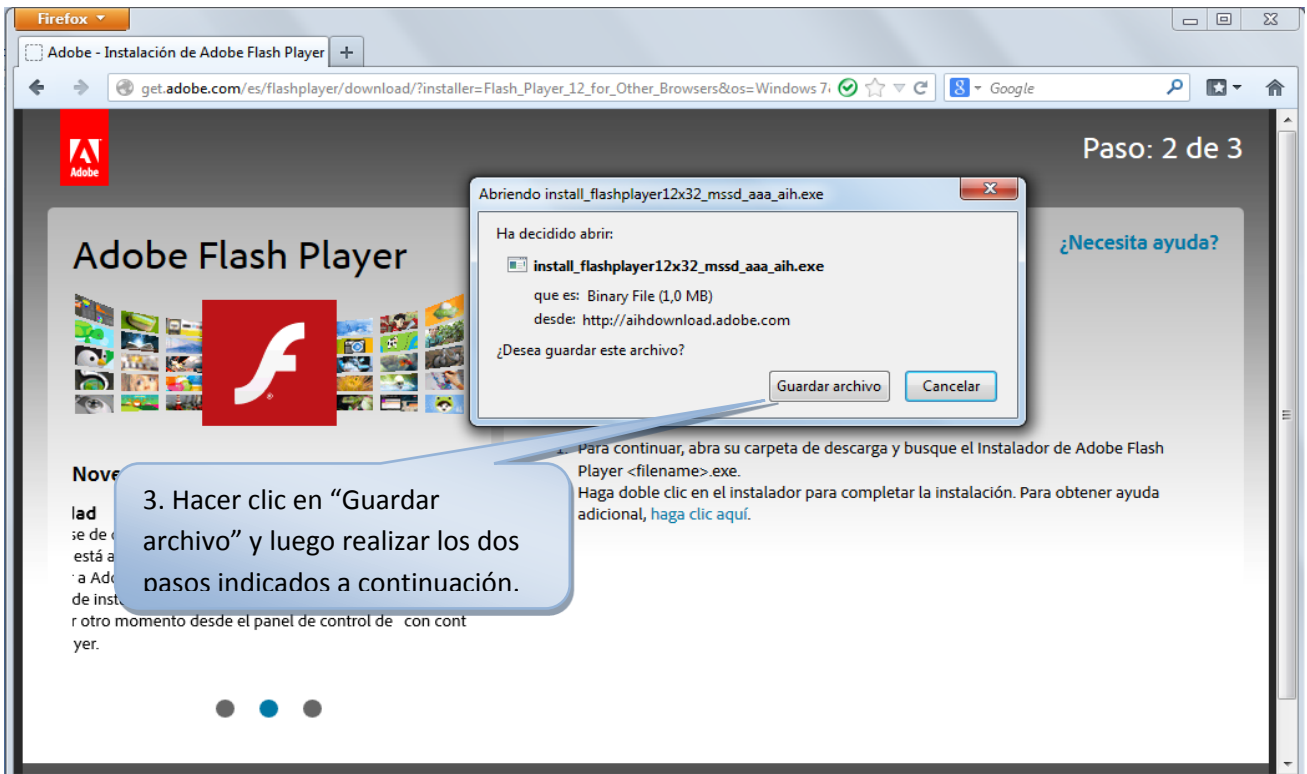 Firefox
Adobe - Instalación de Adobe Flash Player
get.adobe.com/es/flashplayer/download/?installer=Flash_Player_12_for_Other_Browsers&os=Windows 7
8 Google
Adobe
Paso: 2 de 3
Abriendo install_flashplayer12x32_mssd_aaa_aih.exe
Ha decidido abrir:
install_flashplayer12x32_mssd_aaa_aih.exe
que es: Binary File (1,0 MB)
desde: http://aihdownload.adobe.com
¿Desea guardar este archivo?
Guardar archivo Cancelar
¿Necesita ayuda?
Adobe Flash Player
1. Para continuar, abra su carpeta de descarga y busque el Instalador de Adobe Flash
Player <filename>.exe.
Haga doble clic en el instalador para completar la instalación. Para obtener ayuda
adicional, haga clic aquí.
3. Hacer clic en “Guardar
archivo” y luego realizar los dos
pasos indicados a continuación.
Nove
lad
se de
está a
r a Ad
de inst
r otro momento desde el panel de control de con cont
yer.